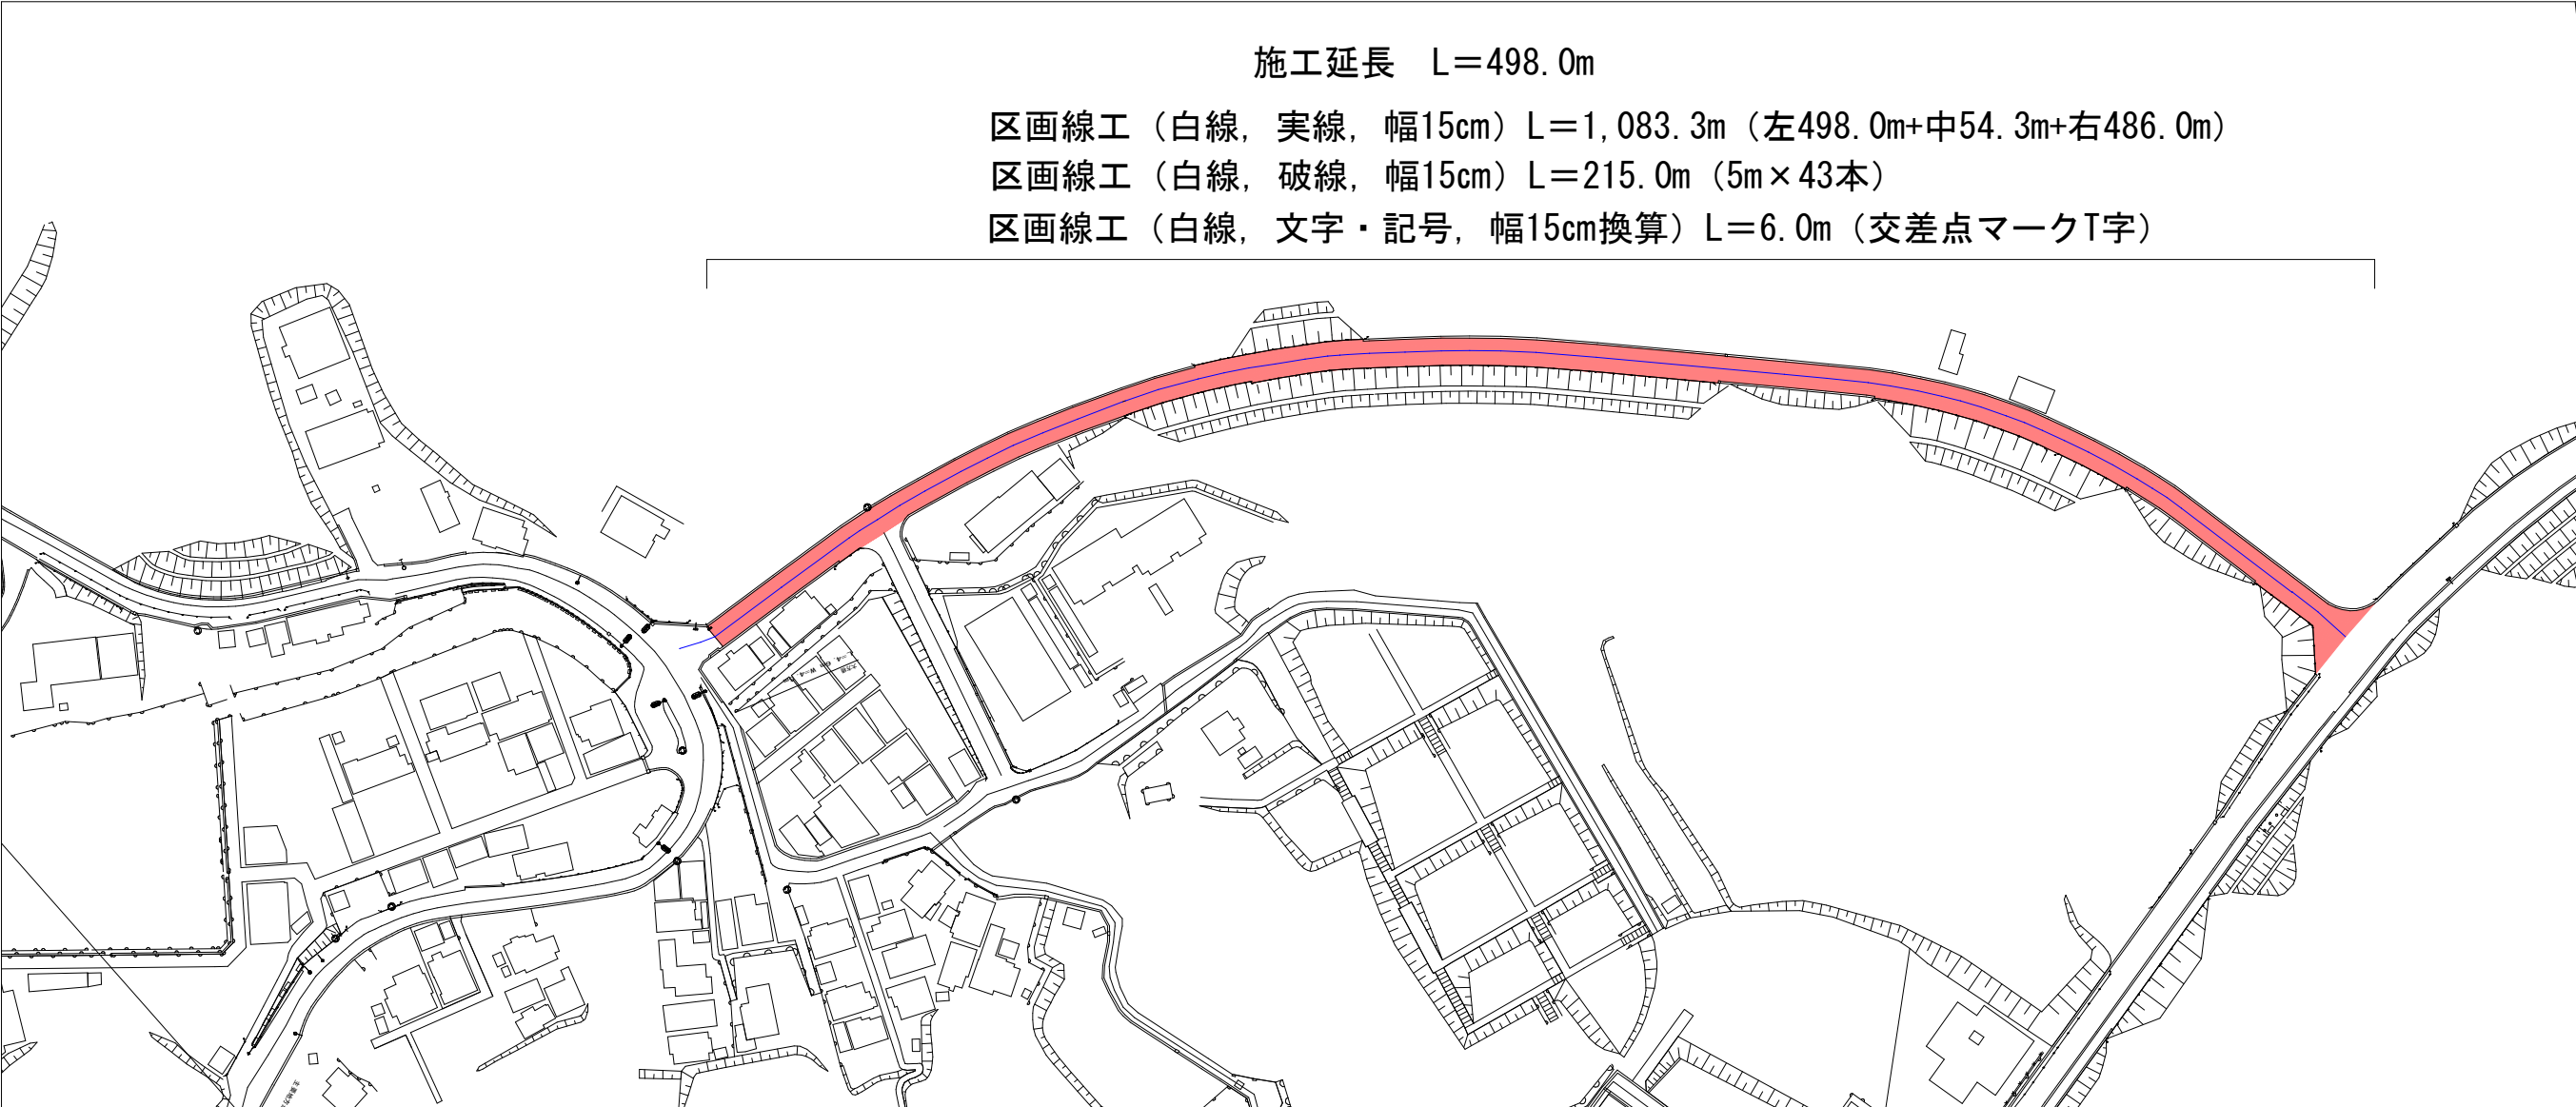 施工延長　L＝498.0m
区画線工（白線，実線，幅15cm）L＝1,083.3m（左498.0m+中54.3m+右486.0m）
区画線工（白線，破線，幅15cm）L＝215.0m（5m×43本）
区画線工（白線，文字・記号，幅15cm換算）L＝6.0m（交差点マークT字）